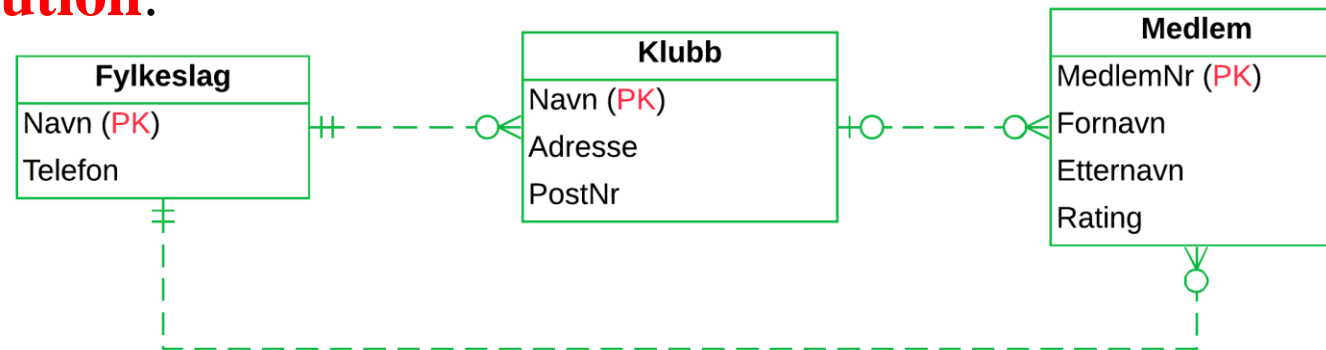 ution:
Fylkeslag
Navn (PK)
Telefon
Klubb
Navn (PK)
Adresse
PostNr
Medlem
MedlemNr (PK)
Fornavn
Etternavn
Rating